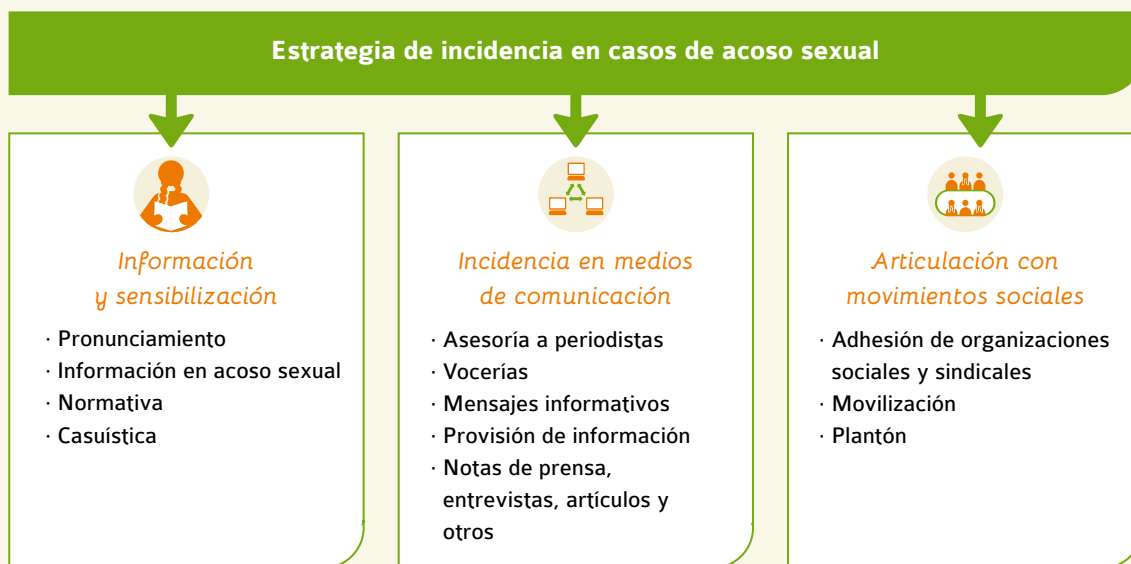 Estrategia de incidencia en casos de acoso sexual
Información
y sensibilización
· Pronunciamiento
· Información en acoso sexual
· Normativa
· Casuística
Incidencia en medios
de comunicación
· Asesoría a periodistas
· Vocerías
· Mensajes informativos
· Provisión de información
· Notas de prensa,
entrevistas, artículos y
otros
Articulación con
movimientos sociales
· Adhesión de organizaciones
sociales y sindicales
· Movilización
· Plantón